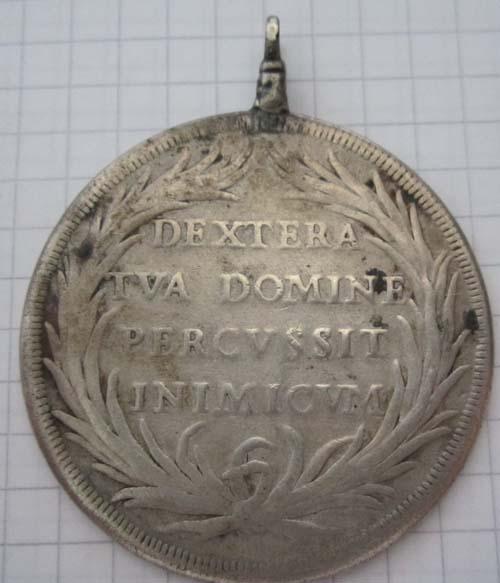 DEXTERA
TVA DOMINE
PERCVSSIT
INIMICVM